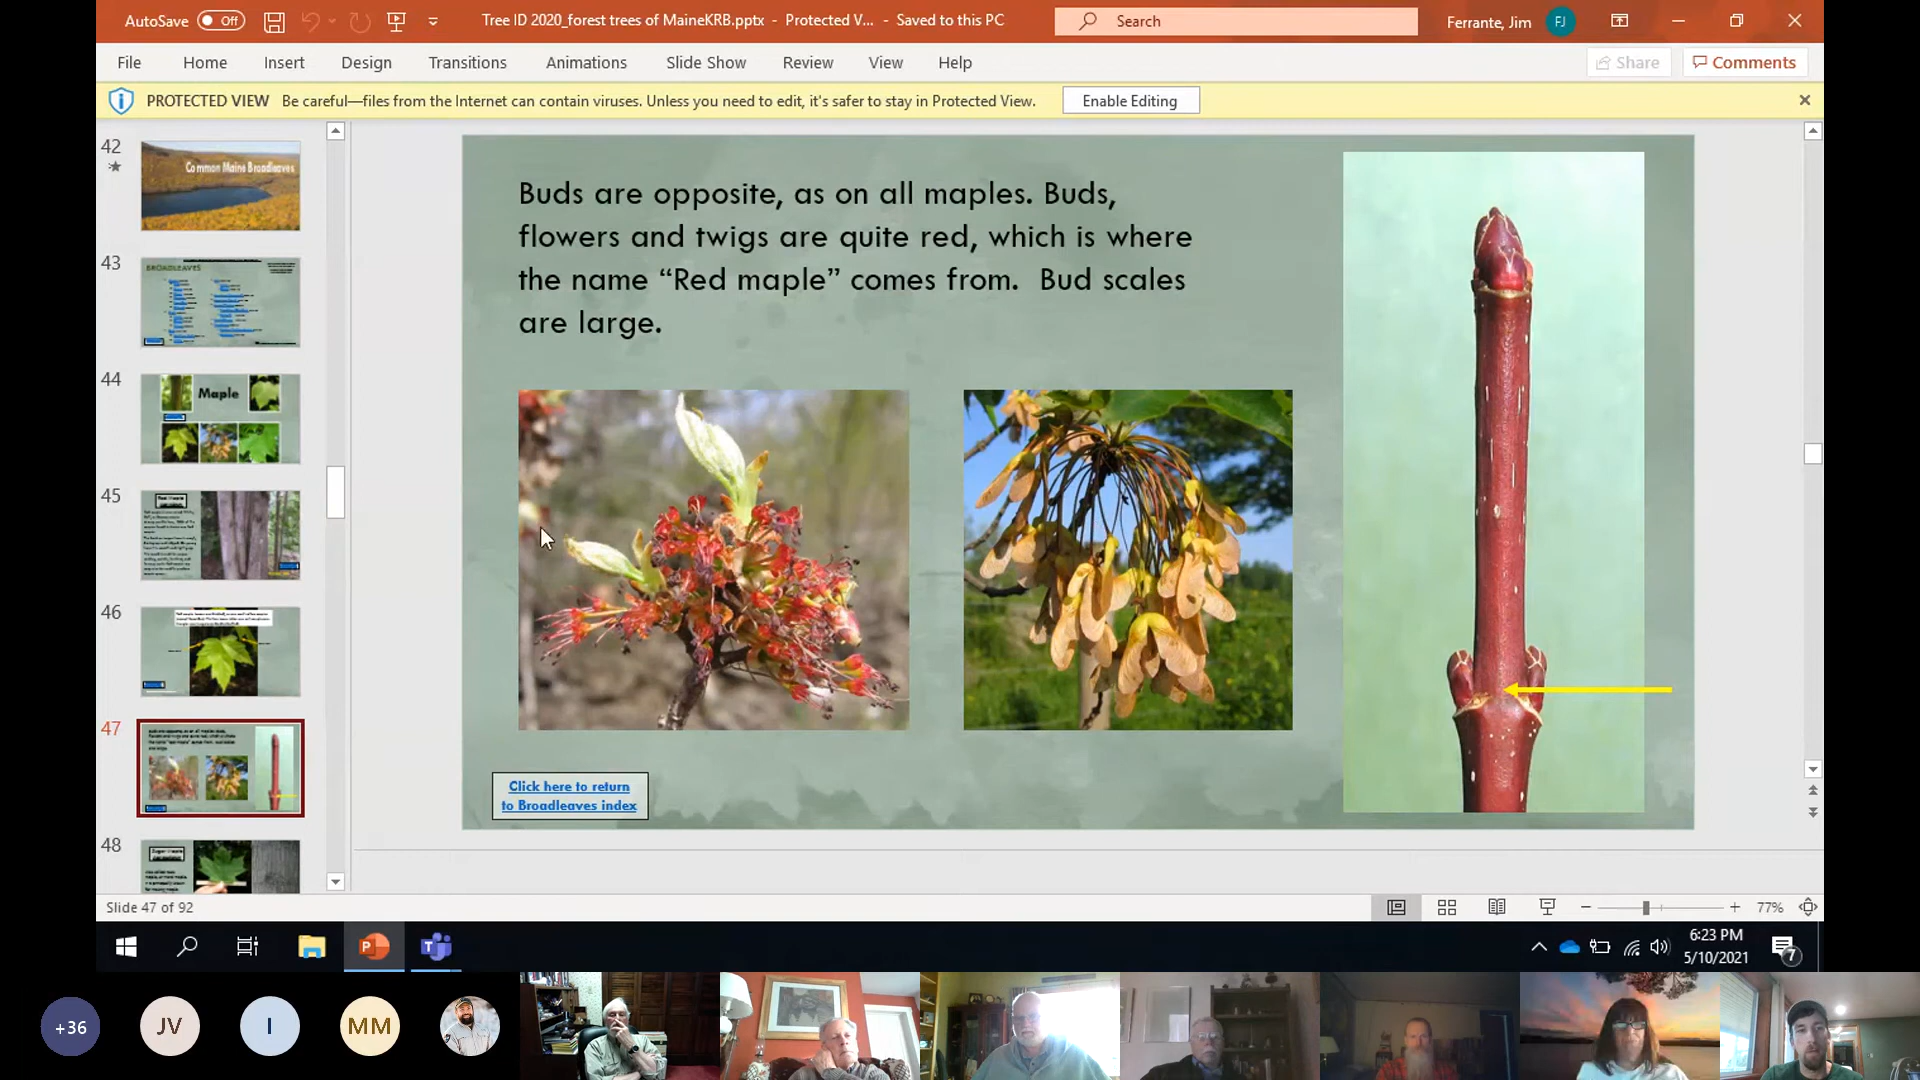 AutoSave Off
Tree ID 2020_forest trees of MaineKRB.pptx - Protected V... - Saved to this PC
Search
Ferrante, Jim FJ
File Home Insert Design Transitions Animations Slide Show Review View Help
Share Comments
PROTECTED VIEW Be careful—files from the Internet can contain viruses. Unless you need to edit, it's safer to stay in Protected View. Enable Editing
42
Common Maine Broadleaves
43
BROADLEAVES
44
Maple
45
46
47
48
Buds are opposite, as on all maples. Buds,
flowers and twigs are quite red, which is where
the name “Red maple” comes from. Bud scales
are large.
Click here to return
to Broadleaves index
Slide 47 of 92
77%
6:23 PM
5/10/2021
7
+36 JV I MM